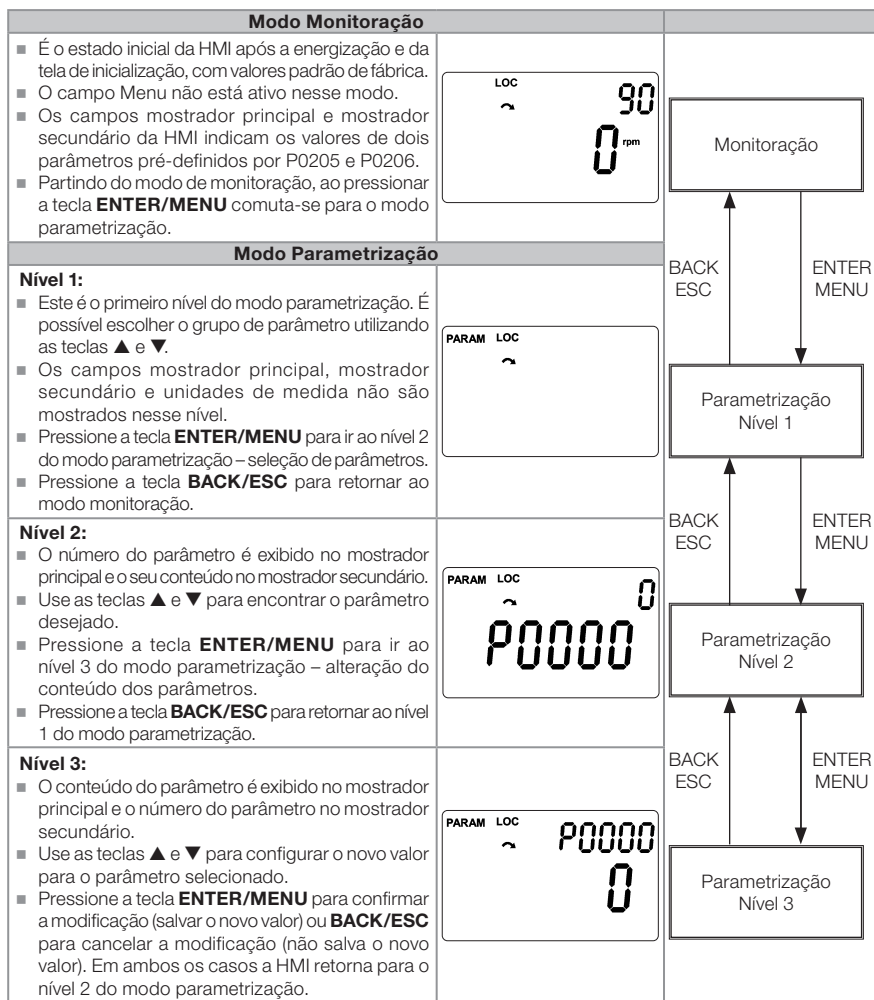 Modo Monitoração
■ É o estado inicial da HMI após a energização e da
tela de inicialização, com valores padrão de fábrica.
■ O campo Menu não está ativo nesse modo.
■ Os campos mostrador principal e mostrador
secundário da HMI indicam os valores de dois
parâmetros pré-definidos por P0205 e P0206.
■ Partindo do modo de monitoração, ao pressionar
a tecla ENTER/MENU comuta-se para o modo
parametrização.
LOC
90
0 rpm
Monitoração
BACK
ESC
ENTER
MENU
Modo Parametrização
Nível 1:
■ Este é o primeiro nível do modo parametrização. É
possível escolher o grupo de parâmetro utilizando
as teclas ▲ e ▼.
■ Os campos mostrador principal, mostrador
secundário e unidades de medida não são
mostrados nesse nível.
■ Pressione a tecla ENTER/MENU para ir ao nível 2
do modo parametrização – seleção de parâmetros.
■ Pressione a tecla BACK/ESC para retornar ao
modo monitoração.
PARAM LOC
Parametrização
Nível 1
BACK
ESC
ENTER
MENU
Nível 2:
■ O número do parâmetro é exibido no mostrador
principal e o seu conteúdo no mostrador secundário.
■ Use as teclas ▲ e ▼ para encontrar o parâmetro
desejado.
■ Pressione a tecla ENTER/MENU para ir ao
nível 3 do modo parametrização – alteração do
conteúdo dos parâmetros.
■ Pressione a tecla BACK/ESC para retornar ao nível
1 do modo parametrização.
PARAM LOC
0
P0000
Parametrização
Nível 2
BACK
ESC
ENTER
MENU
Nível 3:
■ O conteúdo do parâmetro é exibido no mostrador
principal e o número do parâmetro no mostrador
secundário.
■ Use as teclas ▲ e ▼ para configurar o novo valor
para o parâmetro selecionado.
■ Pressione a tecla ENTER/MENU para confirmar
a modificação (salvar o novo valor) ou BACK/ESC
para cancelar a modificação (não salva o novo
valor). Em ambos os casos a HMI retorna para o
nível 2 do modo parametrização.
PARAM LOC
P0000
0
Parametrização
Nível 3